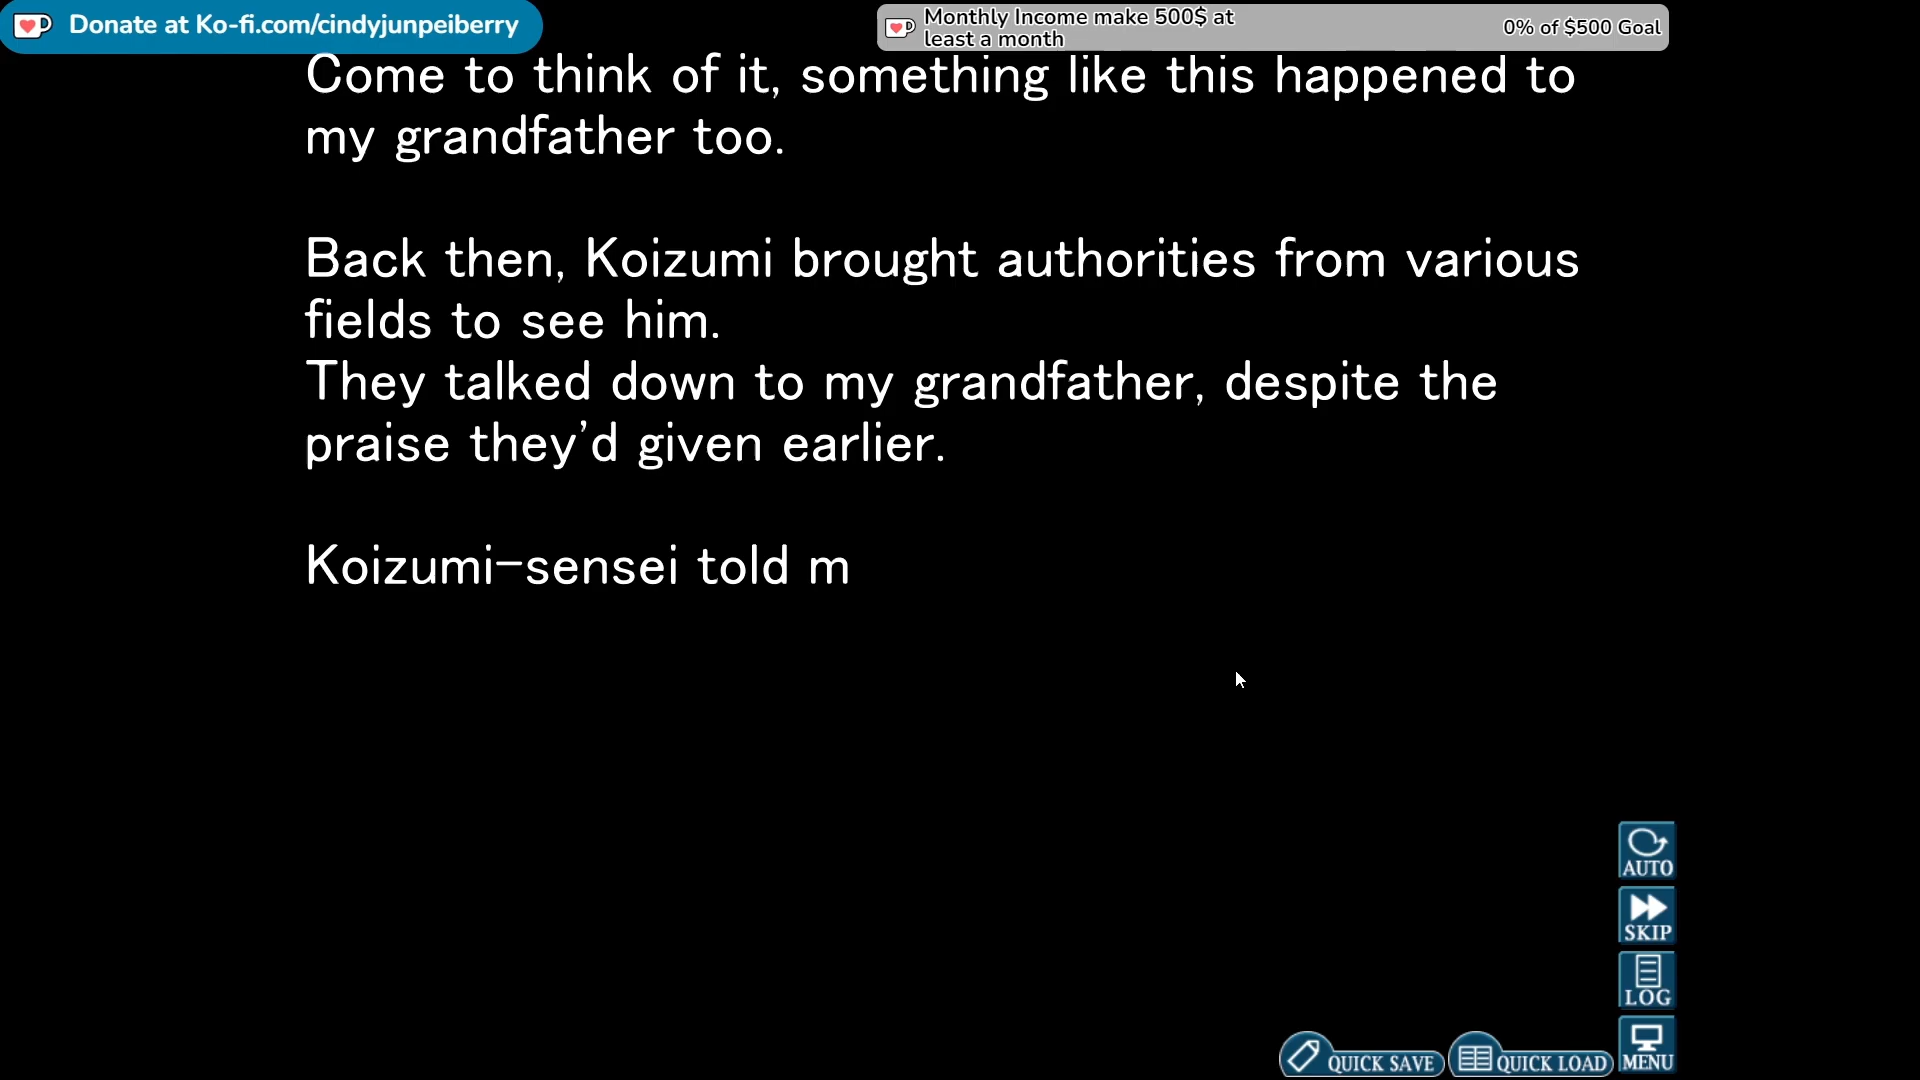 Donate at Ko-fi.com/cindyjunpeiberry
Monthly Income make 500$ at
least a month
0% of $500 Goal
Come to think of it, something like this happened to
my grandfather too.
Back then, Koizumi brought authorities from various
fields to see him.
They talked down to my grandfather, despite the
praise they'd given earlier.
Koizumi-sensei told m
AUTO
SKIP
LOG
MENU
QUICK SAVE
QUICK LOAD